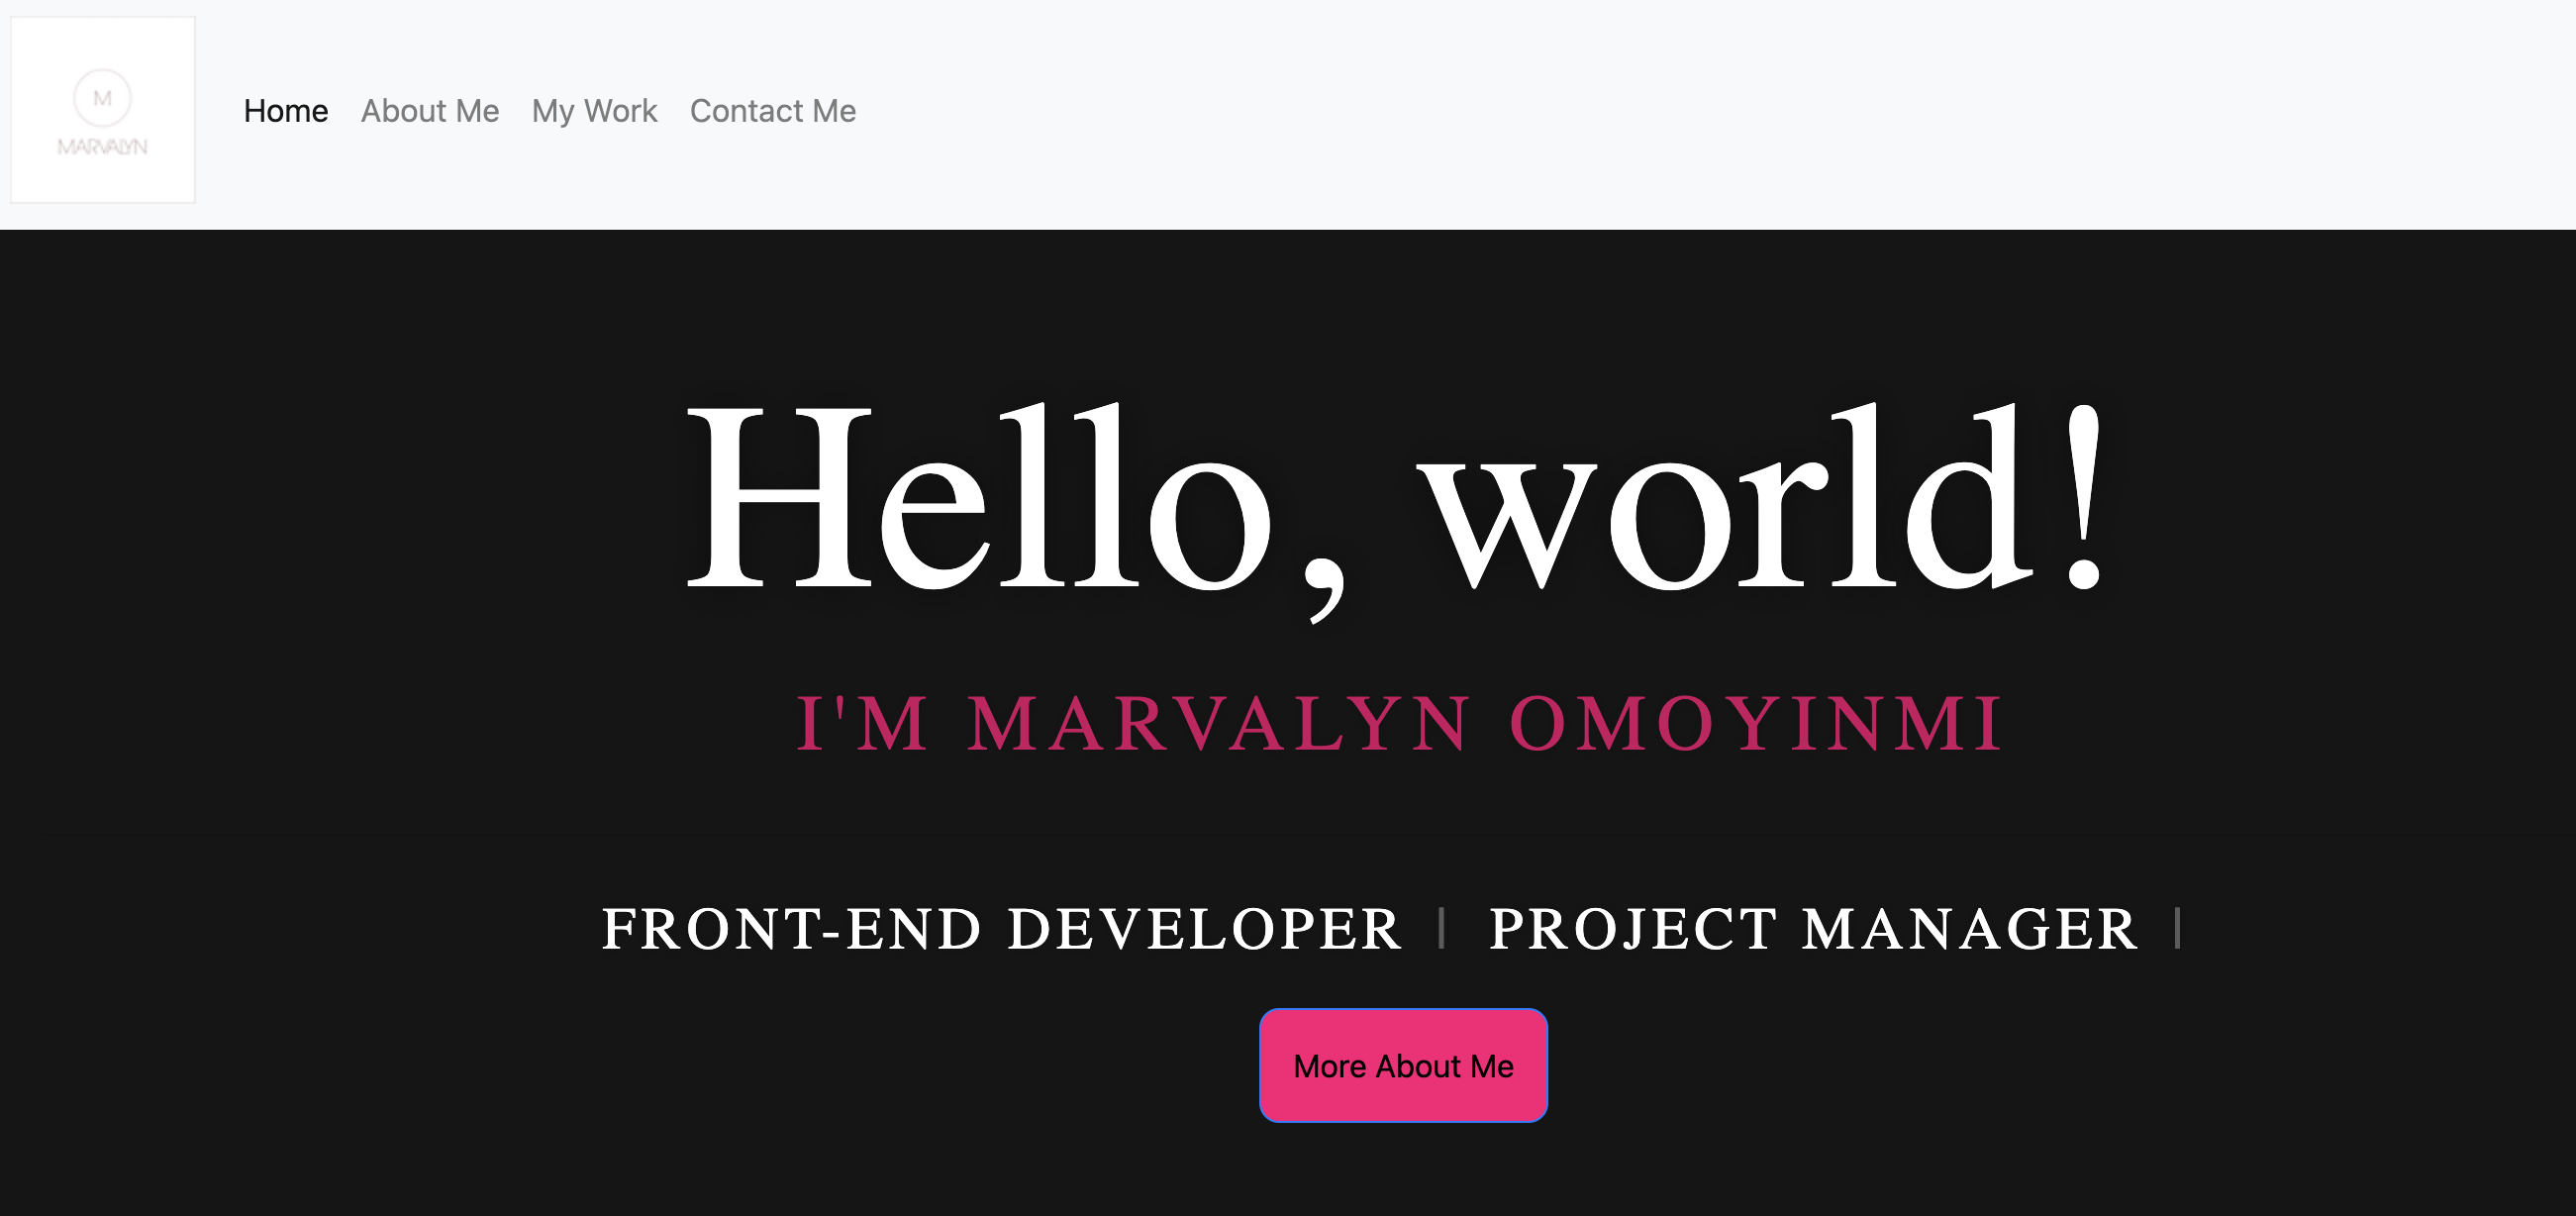 M
MARVALYN
Home About Me My Work Contact Me
Hello, world!
I'M MARVALYN OMOYINMI
FRONT-END DEVELOPER | PROJECT MANAGER |
More About Me